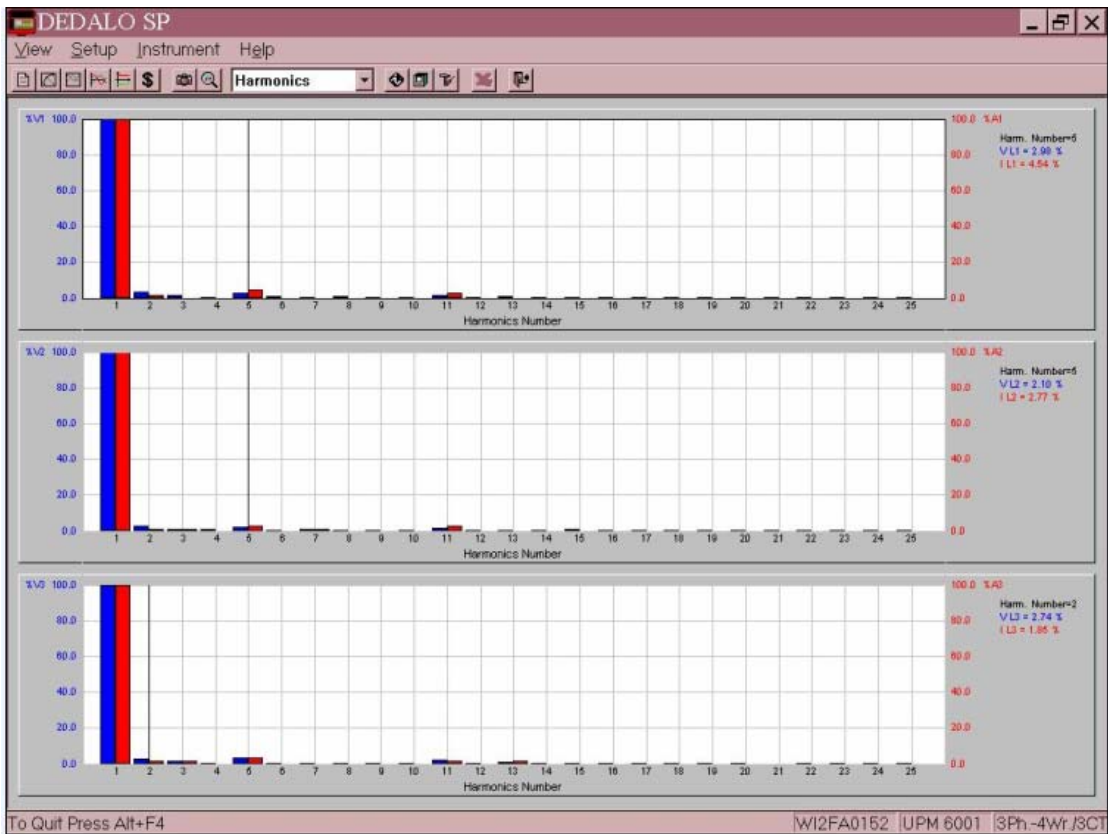 DEDALO SP
View Setup Instrument Help
$ Harmonics
%V1 100.0 100.0 %A1
Harm. Number=5
80.0 80.0 V L1 = 2.98 %
I L1 = 4.54 %
60.0 60.0
40.0 40.0
20.0 20.0
0.0 0.0
1 2 3 4 5 6 7 8 9 10 11 12 13 14 15 16 17 18 19 20 21 22 23 24 25
Harmonics Number
%V2 100.0 100.0 %A2
Harm. Number=5
80.0 80.0 V L2 = 2.10 %
I L2 = 2.77 %
60.0 60.0
40.0 40.0
20.0 20.0
0.0 0.0
1 2 3 4 5 6 7 8 9 10 11 12 13 14 15 16 17 18 19 20 21 22 23 24 25
Harmonics Number
%V3 100.0 100.0 %A3
Harm. Number=2
80.0 80.0 V L3 = 2.74 %
I L3 = 1.85 %
60.0 60.0
40.0 40.0
20.0 20.0
0.0 0.0
1 2 3 4 5 6 7 8 9 10 11 12 13 14 15 16 17 18 19 20 21 22 23 24 25
Harmonics Number
To Quit Press Alt+F4 WI2FA0152 UPM 6001 3Ph.-4Wr./3CT